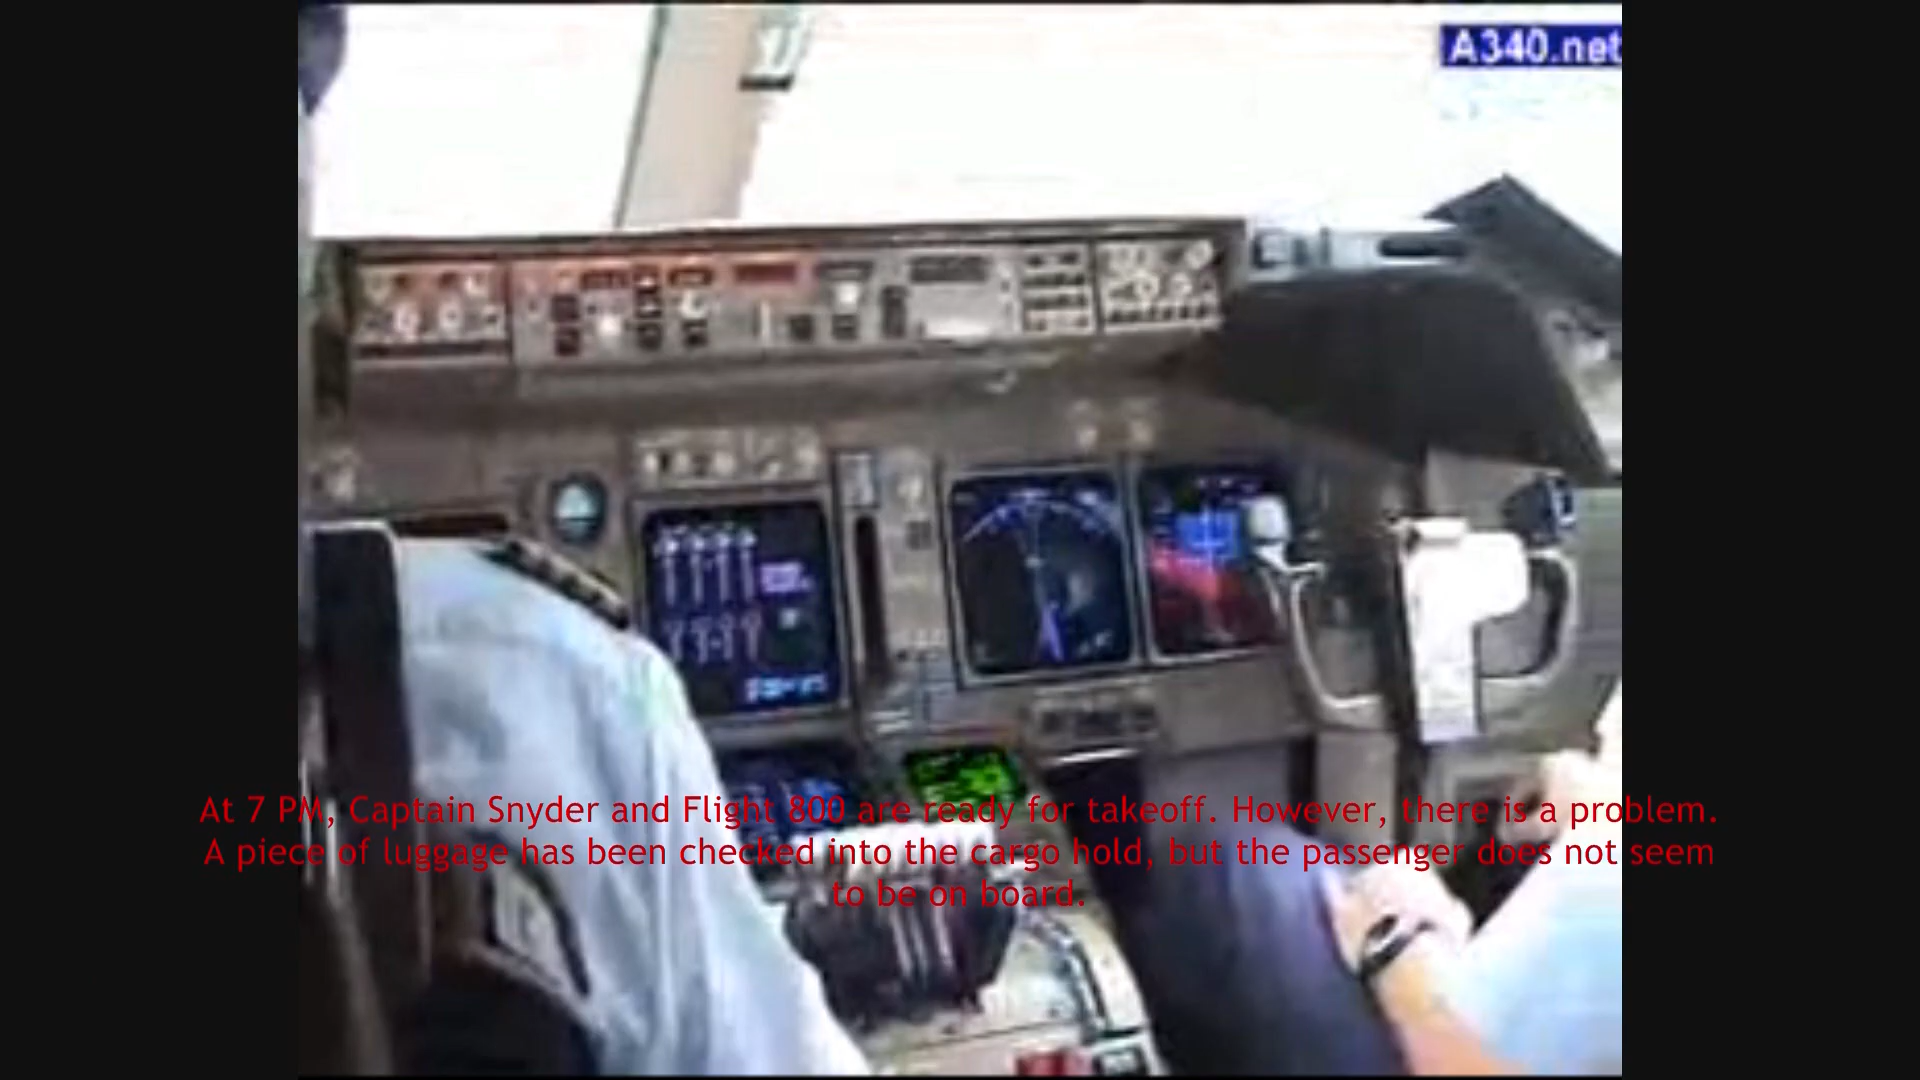 A340.net
At 7 PM, Captain Snyder and Flight 800 are ready for takeoff. However, there is a problem.
A piece of luggage has been checked into the cargo hold, but the passenger does not seem
to be on board.